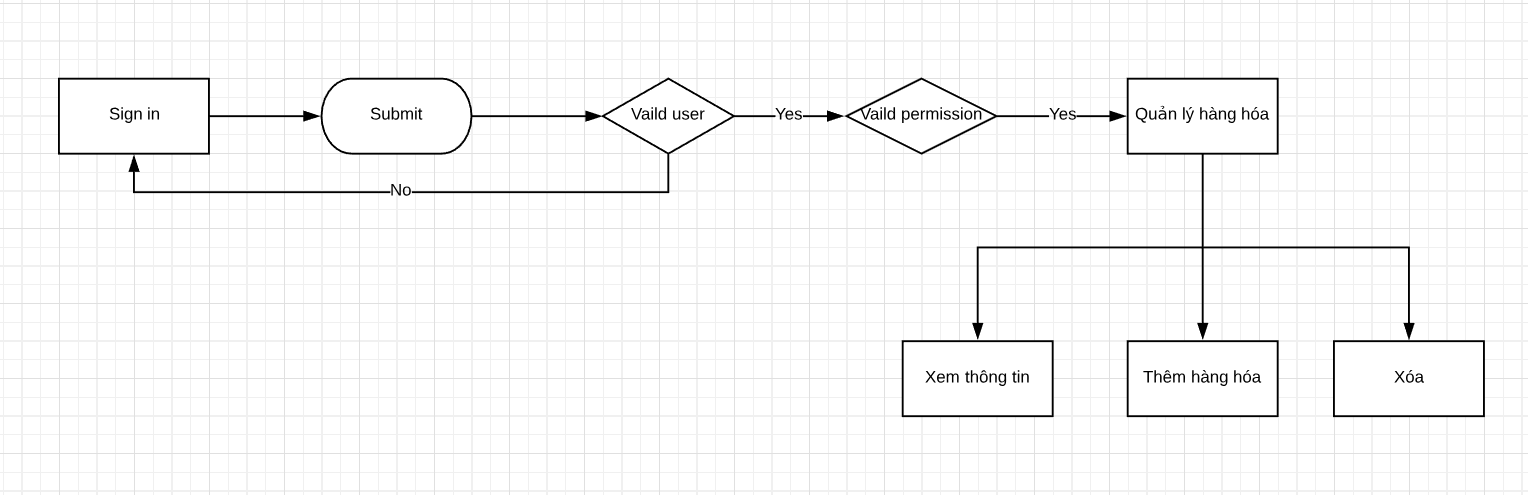 Sign in
Submit
Vaild user
Yes
Vaild permission
Yes
Quản lý hàng hóa
No
Xem thông tin
Thêm hàng hóa
Xóa